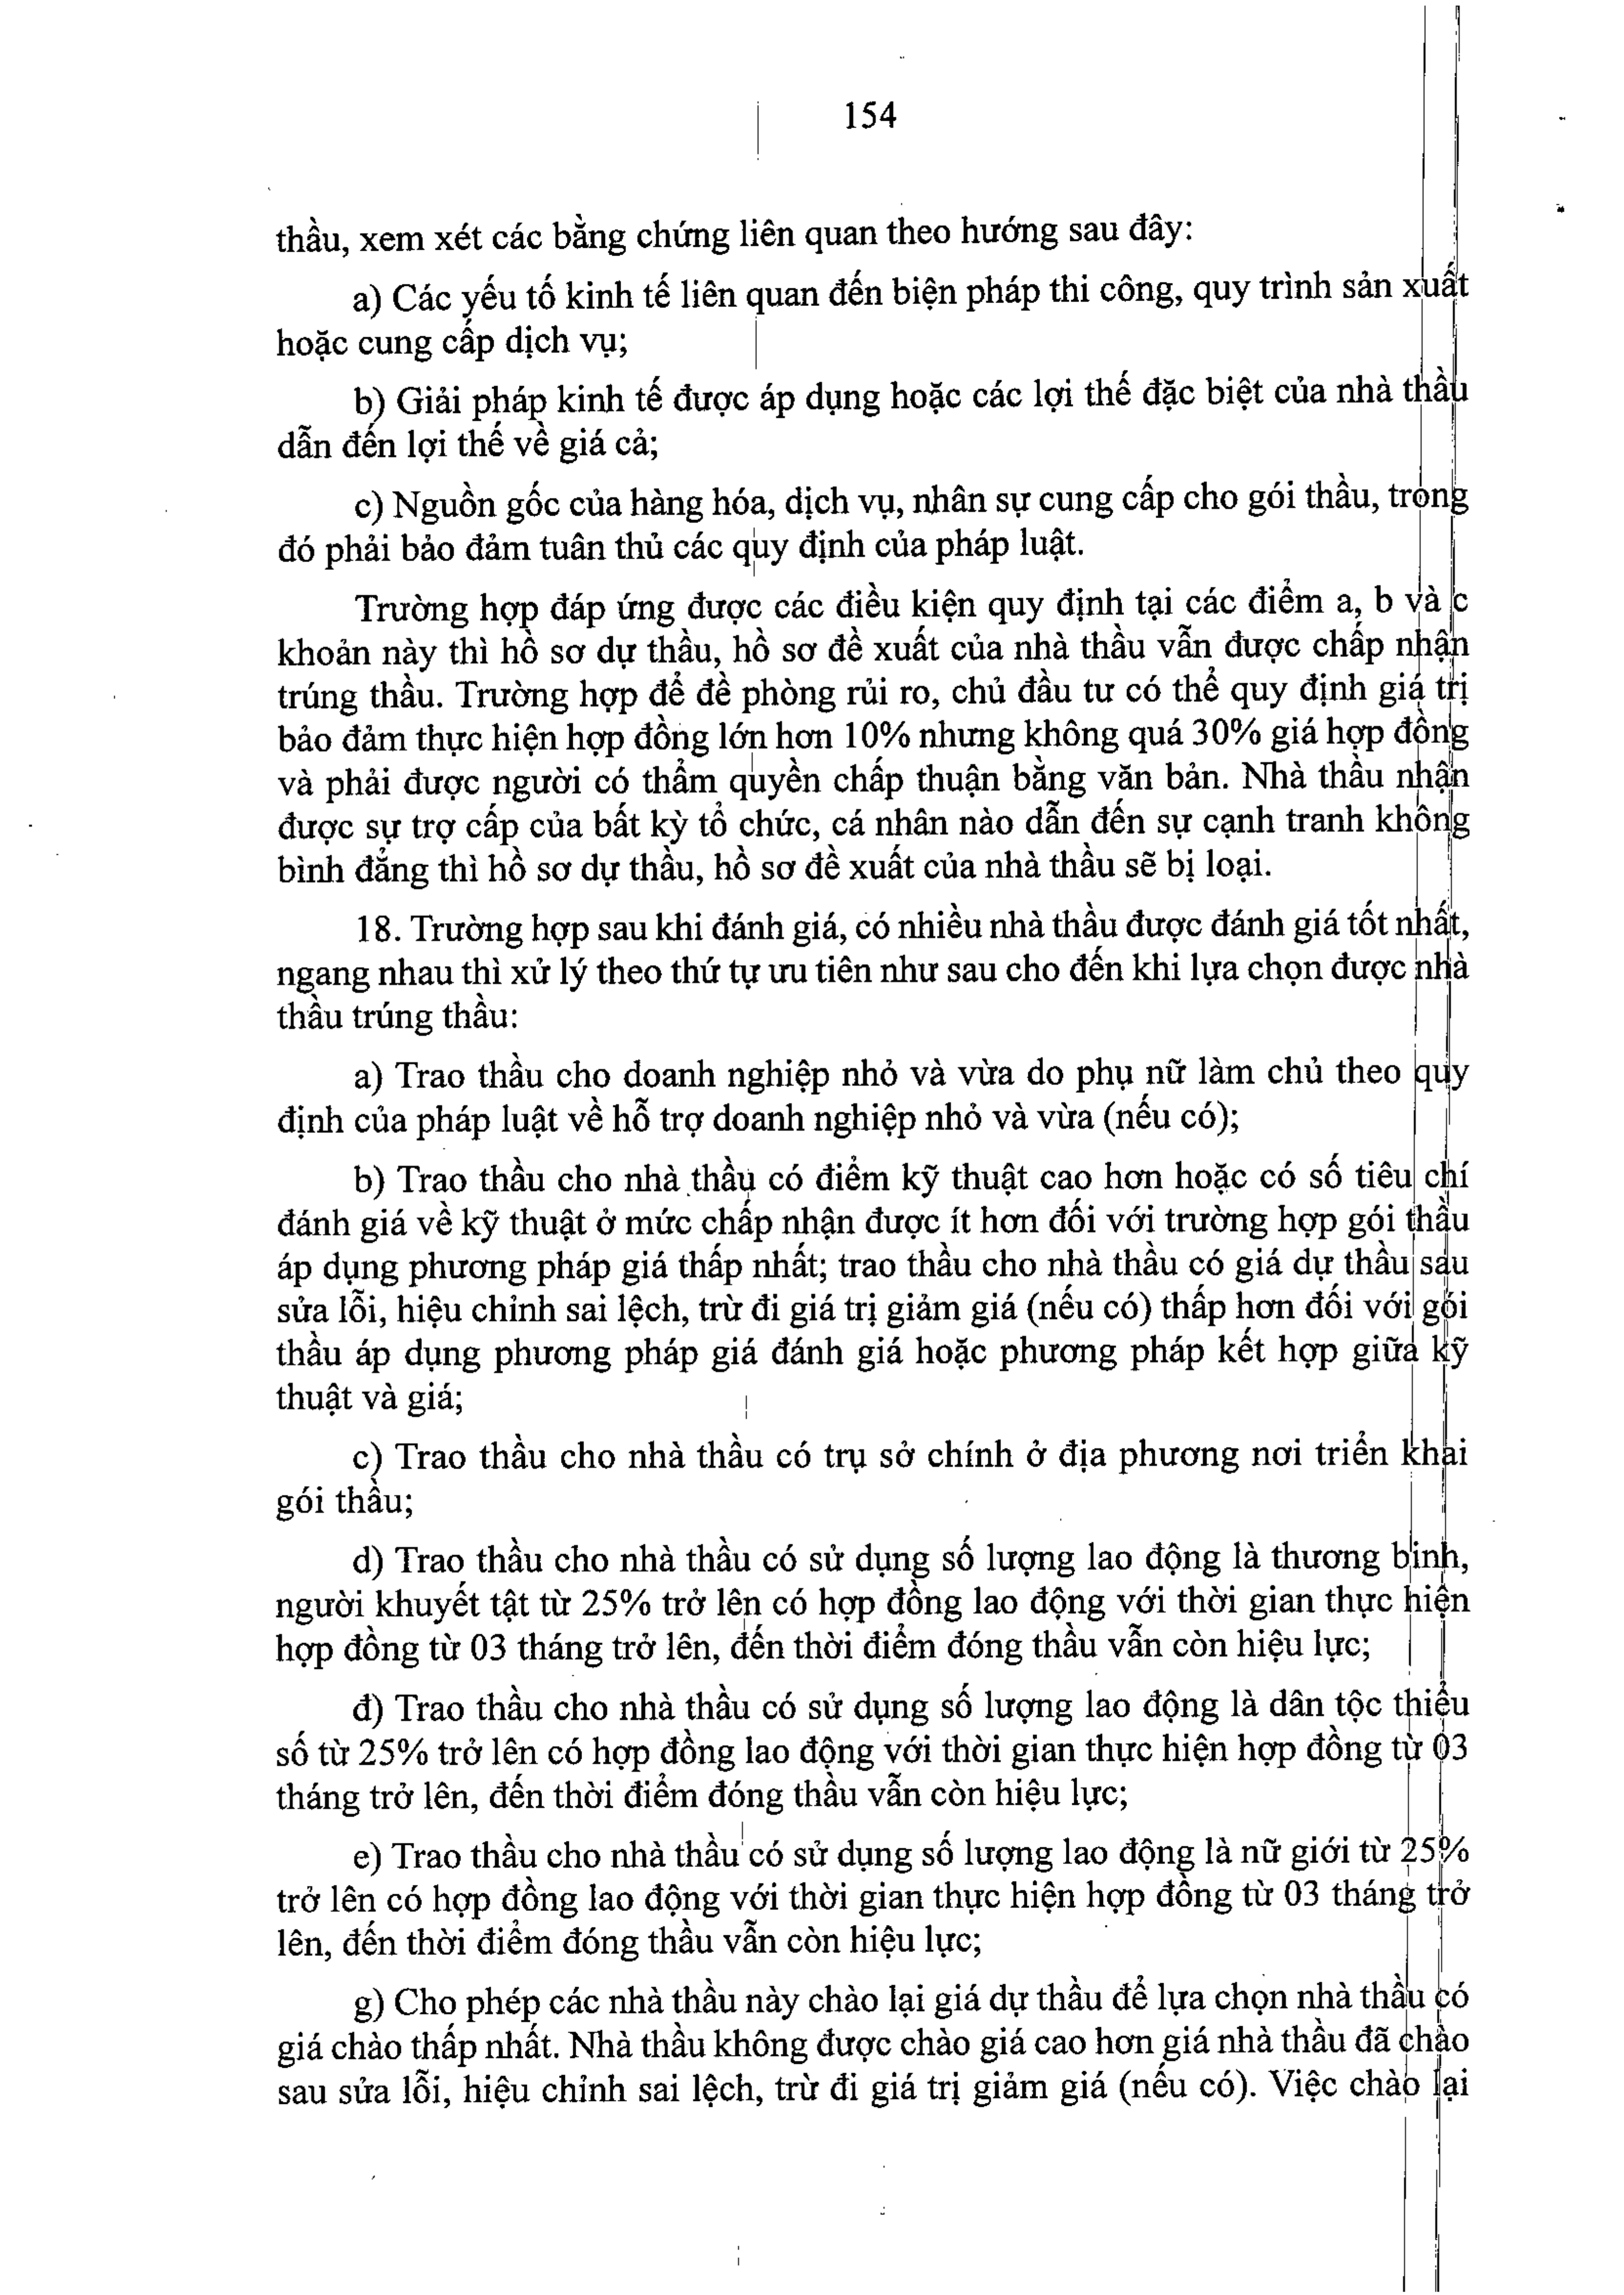 154
thầu, xem xét các bằng chứng liên quan theo hướng sau đây:
a) Các yếu tố kinh tế liên quan đến biện pháp thi công, quy trình sản xuất
hoặc cung cấp dịch vụ;
b) Giải pháp kinh tế được áp dụng hoặc các lợi thế đặc biệt của nhà thầu
dẫn đến lợi thế về giá cả;
c) Nguồn gốc của hàng hóa, dịch vụ, nhân sự cung cấp cho gói thầu, trong
đó phải bảo đảm tuân thủ các quy định của pháp luật.
Trường hợp đáp ứng được các điều kiện quy định tại các điểm a, b và c
khoản này thì hồ sơ dự thầu, hồ sơ đề xuất của nhà thầu vẫn được chấp nhận
trúng thầu. Trường hợp để đề phòng rủi ro, chủ đầu tư có thể quy định giá trị
bảo đảm thực hiện hợp đồng lớn hơn 10% nhưng không quá 30% giá hợp đồng
và phải được người có thẩm quyền chấp thuận bằng văn bản. Nhà thầu nhận
được sự trợ cấp của bất kỳ tổ chức, cá nhân nào dẫn đến sự cạnh tranh không
bình đẳng thì hồ sơ dự thầu, hồ sơ đề xuất của nhà thầu sẽ bị loại.
18. Trường hợp sau khi đánh giá, có nhiều nhà thầu được đánh giá tốt nhất,
ngang nhau thì xử lý theo thứ tự ưu tiên như sau cho đến khi lựa chọn được nhà
thầu trúng thầu:
a) Trao thầu cho doanh nghiệp nhỏ và vừa do phụ nữ làm chủ theo quy
định của pháp luật về hỗ trợ doanh nghiệp nhỏ và vừa (nếu có);
b) Trao thầu cho nhà thầu có điểm kỹ thuật cao hơn hoặc có số tiêu chí
đánh giá về kỹ thuật ở mức chấp nhận được ít hơn đối với trường hợp gói thầu
áp dụng phương pháp giá thấp nhất; trao thầu cho nhà thầu có giá dự thầu sau
sửa lỗi, hiệu chỉnh sai lệch, trừ đi giá trị giảm giá (nếu có) thấp hơn đối với gói
thầu áp dụng phương pháp giá đánh giá hoặc phương pháp kết hợp giữa kỹ
thuật và giá;
c) Trao thầu cho nhà thầu có trụ sở chính ở địa phương nơi triển khai
gói thầu;
d) Trao thầu cho nhà thầu có sử dụng số lượng lao động là thương binh,
người khuyết tật từ 25% trở lên có hợp đồng lao động với thời gian thực hiện
hợp đồng từ 03 tháng trở lên, đến thời điểm đóng thầu vẫn còn hiệu lực;
đ) Trao thầu cho nhà thầu có sử dụng số lượng lao động là dân tộc thiểu
số từ 25% trở lên có hợp đồng lao động với thời gian thực hiện hợp đồng từ 03
tháng trở lên, đến thời điểm đóng thầu vẫn còn hiệu lực;
e) Trao thầu cho nhà thầu có sử dụng số lượng lao động là nữ giới từ 25%
trở lên có hợp đồng lao động với thời gian thực hiện hợp đồng từ 03 tháng trở
lên, đến thời điểm đóng thầu vẫn còn hiệu lực;
g) Cho phép các nhà thầu này chào lại giá dự thầu để lựa chọn nhà thầu có
giá chào thấp nhất. Nhà thầu không được chào giá cao hơn giá nhà thầu đã chào
sau sửa lỗi, hiệu chỉnh sai lệch, trừ đi giá trị giảm giá (nếu có). Việc chào lại